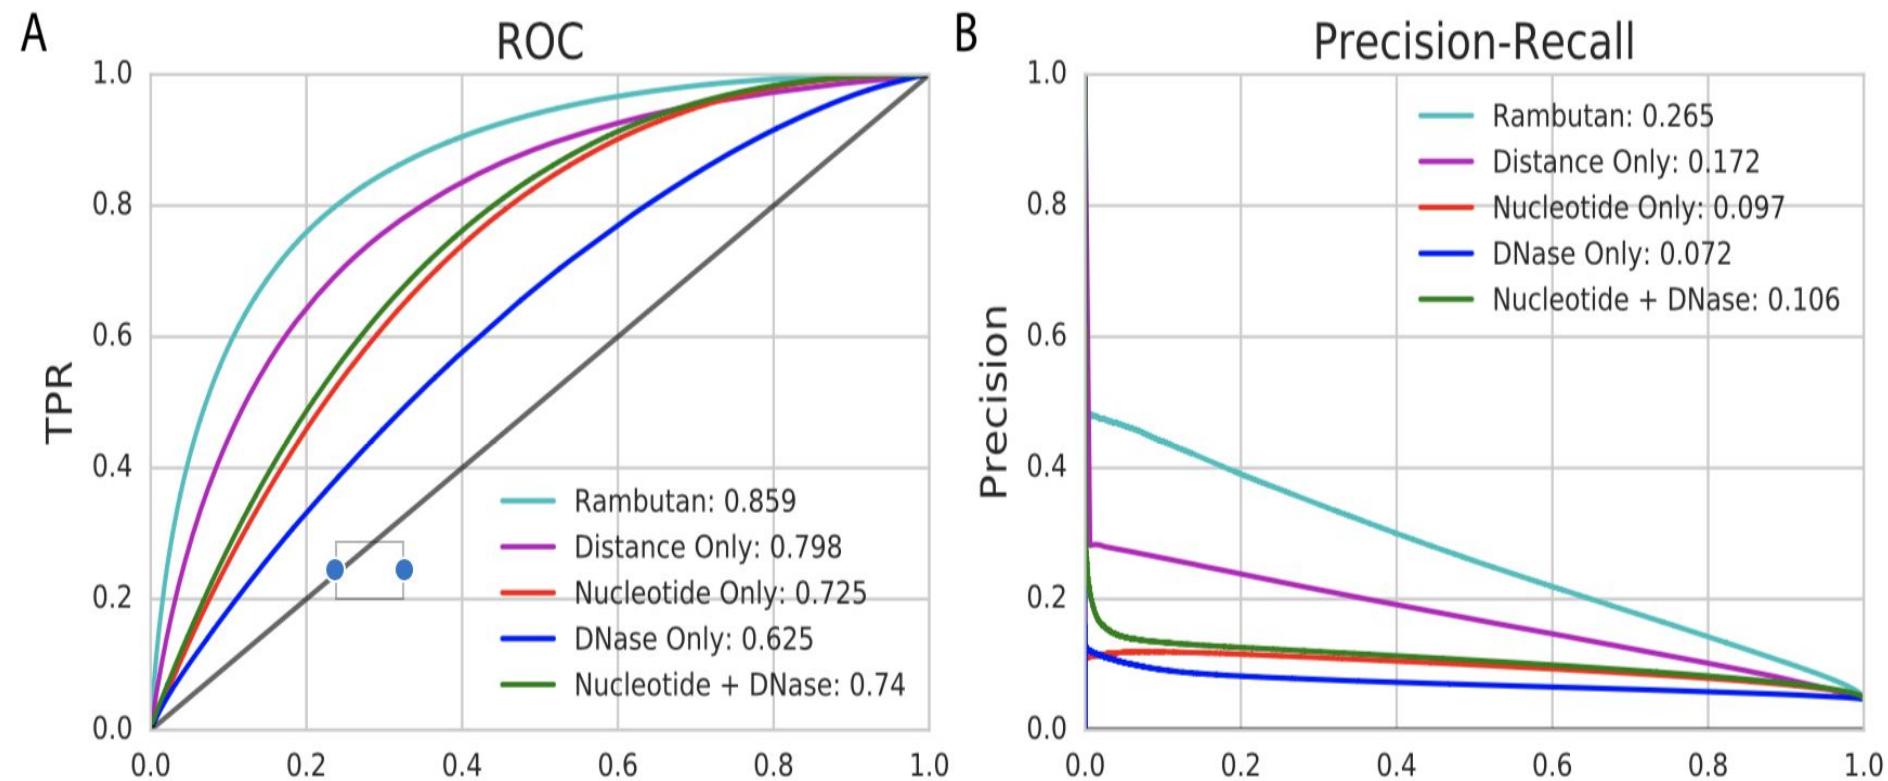 A
ROC
1.0
0.8
0.6
0.4
0.2
0.0
TPR
Rambutan: 0.859
Distance Only: 0.798
Nucleotide Only: 0.725
DNase Only: 0.625
Nucleotide + DNase: 0.74
0.0 0.2 0.4 0.6 0.8 1.0
B
Precision-Recall
1.0
0.8
0.6
0.4
0.2
0.0
Precision
Rambutan: 0.265
Distance Only: 0.172
Nucleotide Only: 0.097
DNase Only: 0.072
Nucleotide + DNase: 0.106
0.0 0.2 0.4 0.6 0.8 1.0